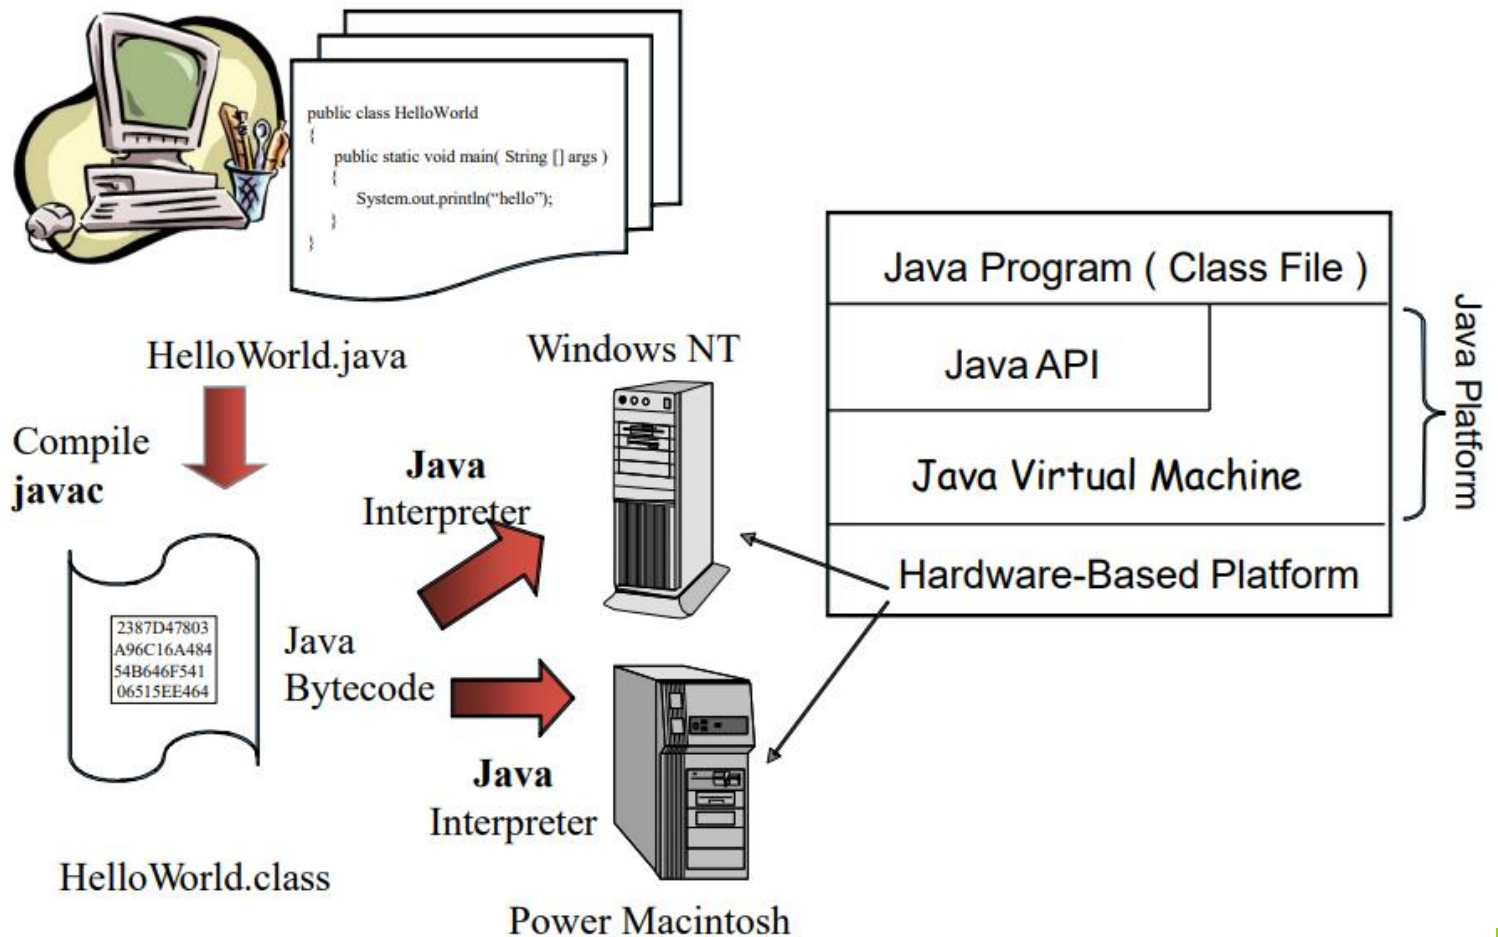 public class HelloWorld
{
public static void main( String [] args )
{
System.out.println(“hello”);
}
}
HelloWorld.java
Compile
javac
2387D47803
A96C16A484
54B646F541
06515EE464
Java
Bytecode
HelloWorld.class
Java
Interpreter
Windows NT
Java
Interpreter
Power Macintosh
Java Program ( Class File )
Java API
Java Virtual Machine
Hardware-Based Platform
Java Platform